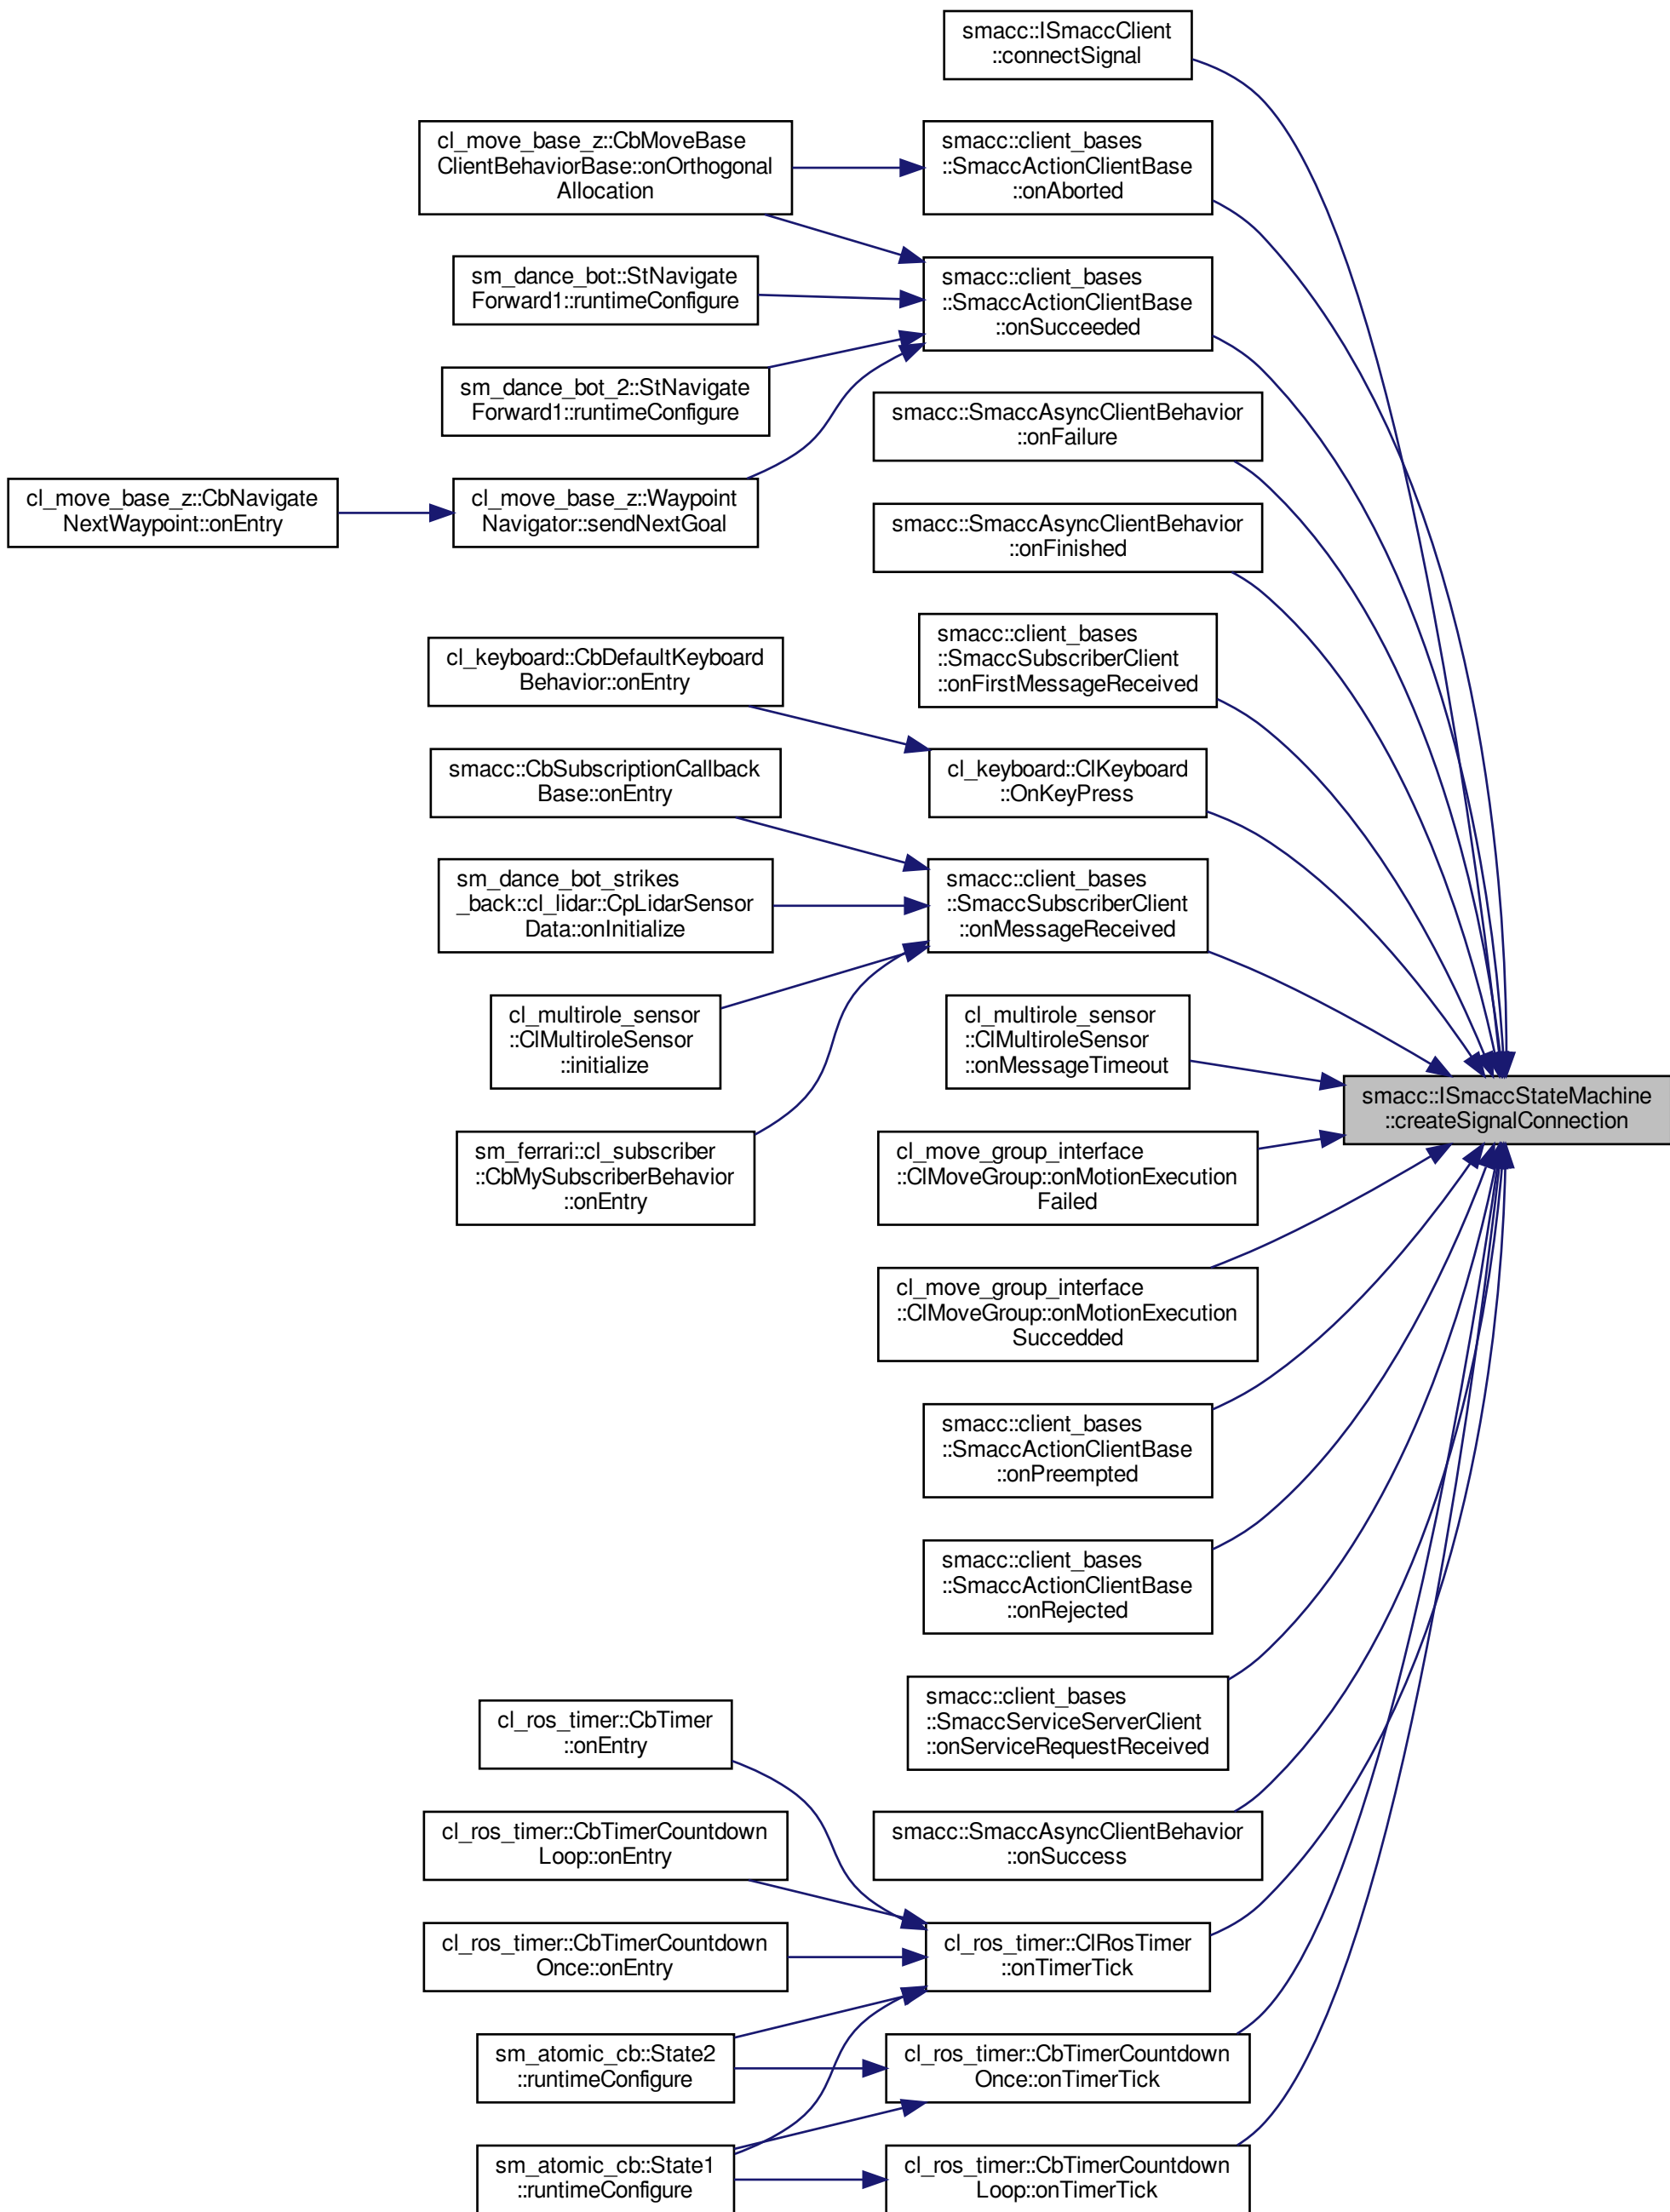 smacc::ISmaccClient
::connectSignal
cl_move_base_z::CbMoveBase
ClientBehaviorBase::onOrthogonal
Allocation
smacc::client_bases
::SmaccActionClientBase
::onAborted
sm_dance_bot::StNavigate
Forward1::runtimeConfigure
smacc::client_bases
::SmaccActionClientBase
::onSucceeded
sm_dance_bot_2::StNavigate
Forward1::runtimeConfigure
smacc::SmaccAsyncClientBehavior
::onFailure
cl_move_base_z::CbNavigate
NextWaypoint::onEntry
cl_move_base_z::Waypoint
Navigator::sendNextGoal
smacc::SmaccAsyncClientBehavior
::onFinished
smacc::client_bases
::SmaccSubscriberClient
::onFirstMessageReceived
cl_keyboard::CbDefaultKeyboard
Behavior::onEntry
smacc::CbSubscriptionCallback
Base::onEntry
cl_keyboard::ClKeyboard
::OnKeyPress
sm_dance_bot_strikes
_back::cl_lidar::CpLidarSensor
Data::onInitialize
smacc::client_bases
::SmaccSubscriberClient
::onMessageReceived
cl_multirole_sensor
::ClMultiroleSensor
::initialize
cl_multirole_sensor
::ClMultiroleSensor
::onMessageTimeout
smacc::ISmaccStateMachine
::createSignalConnection
sm_ferrari::cl_subscriber
::CbMySubscriberBehavior
::onEntry
cl_move_group_interface
::ClMoveGroup::onMotionExecution
Failed
cl_move_group_interface
::ClMoveGroup::onMotionExecution
Succedded
smacc::client_bases
::SmaccActionClientBase
::onPreempted
smacc::client_bases
::SmaccActionClientBase
::onRejected
smacc::client_bases
::SmaccServiceServerClient
::onServiceRequestReceived
cl_ros_timer::CbTimer
::onEntry
cl_ros_timer::CbTimerCountdown
Loop::onEntry
smacc::SmaccAsyncClientBehavior
::onSuccess
cl_ros_timer::CbTimerCountdown
Once::onEntry
cl_ros_timer::ClRosTimer
::onTimerTick
sm_atomic_cb::State2
::runtimeConfigure
cl_ros_timer::CbTimerCountdown
Once::onTimerTick
sm_atomic_cb::State1
::runtimeConfigure
cl_ros_timer::CbTimerCountdown
Loop::onTimerTick